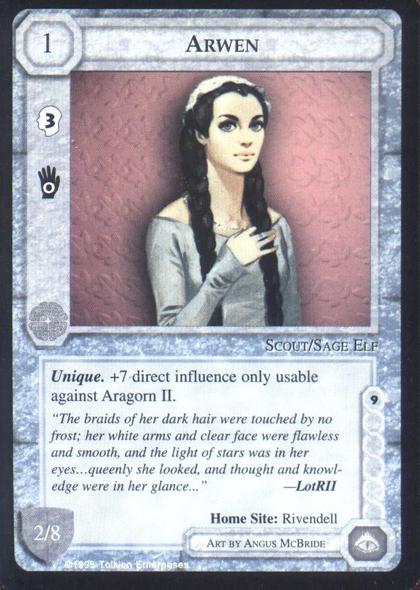 1
ARWEN
3
0
SCOUT/SAGE ELF
Unique. +7 direct influence only usable
against Aragorn II.
9
"The braids of her dark hair were touched by no
frost; her white arms and clear face were flawless
and smooth, and the light of stars was in her
eyes...queenly she looked, and thought and knowl-
edge were in her glance..." —LotRII
Home Site: Rivendell
2/8
ART BY ANGUS MCBRIDE
©1995 Tolkien Enterprises